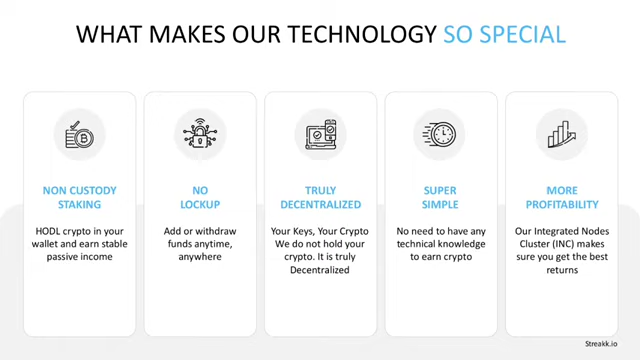 WHAT MAKES OUR TECHNOLOGY SO SPECIAL
NON CUSTODY
STAKING
HODL crypto in your
wallet and earn stable
passive income
NO
LOCKUP
Add or withdraw
funds anytime,
anywhere
TRULY
DECENTRALIZED
Your Keys, Your Crypto
We do not hold your
crypto. It is truly
Decentralized
SUPER
SIMPLE
No need to have any
technical knowledge
to earn crypto
MORE
PROFITABILITY
Our Integrated Nodes
Cluster (INC) makes
sure you get the best
returns
Streakk.io